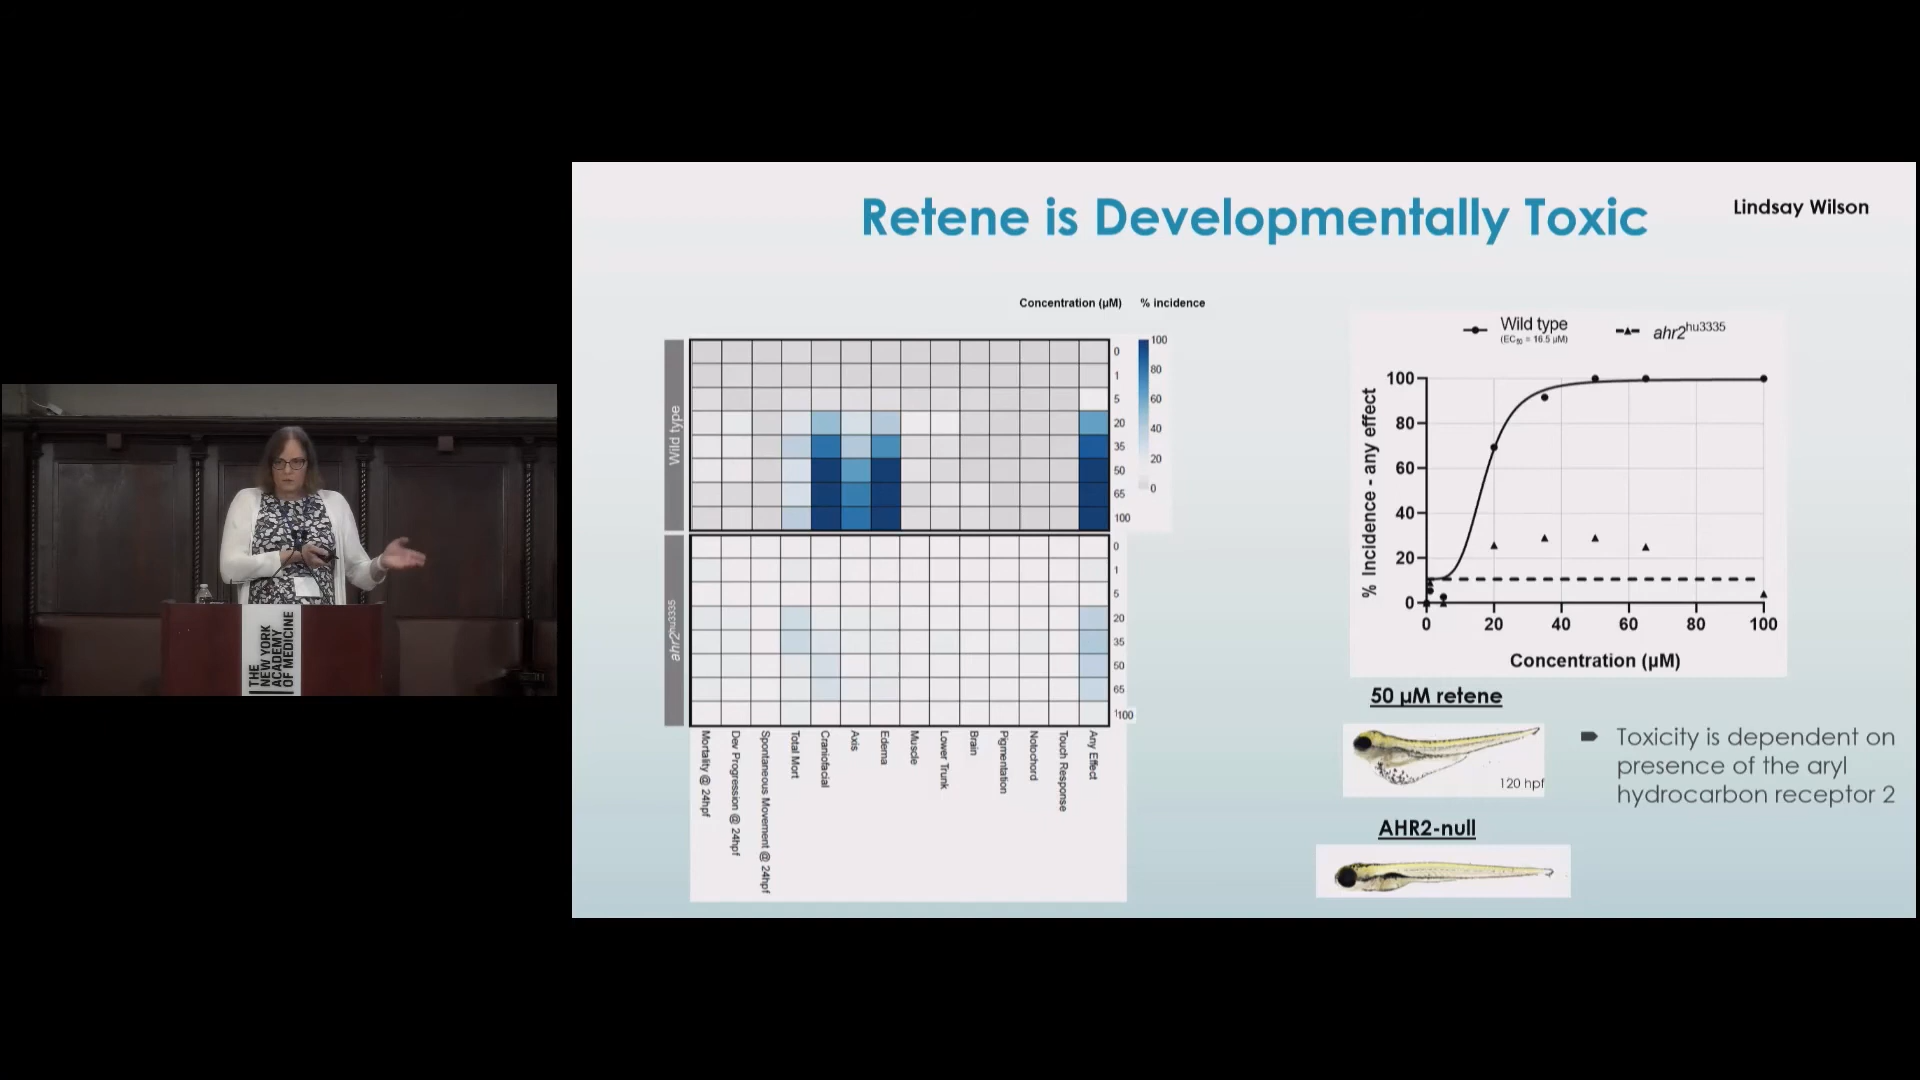 Retene is Developmentally Toxic
Lindsay Wilson
Concentration (µM)
% incidence
Wild type
0
1
5
20
35
50
65
100
100
80
60
40
20
0
ahr2hu3335
0
1
5
20
35
50
65
¹100
Mortality @ 24hpf
Dev Progression @ 24hpf
Spontaneous Movement @ 24hpf
Total Mort
Craniofacial
Axis
Edema
Muscle
Lower Trunk
Brain
Pigmentation
Notochord
Touch Response
Any Effect
Wild type
(EC50 = 16.5 µM)
ahr2hu3335
% Incidence - any effect
100
80
60
40
20
0
0 20 40 60 80 100
Concentration (µM)
50 µM retene
120 hpf
AHR2-null
Toxicity is dependent on
presence of the aryl
hydrocarbon receptor 2
THE
NEW YORK
ACADEMY
OF MEDICINE